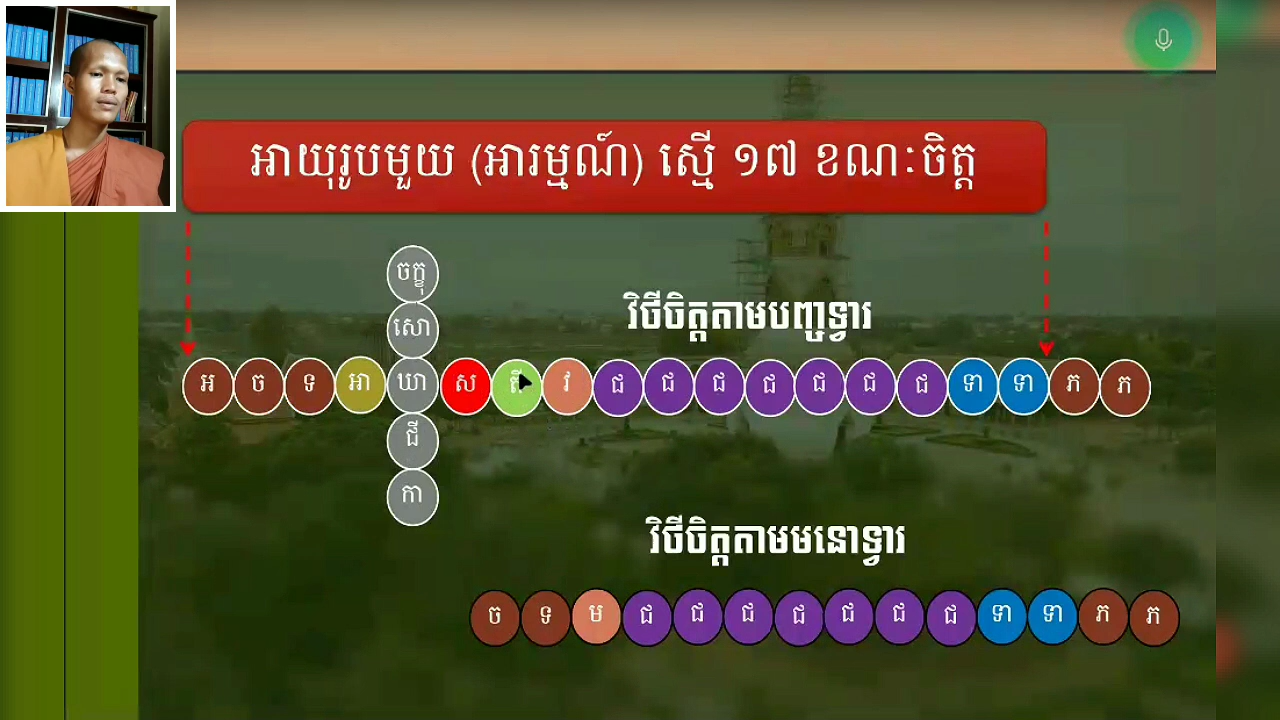 អាយុរូបមួយ (អារម្មណ៍) ស្មើ ១៧ ខណៈចិត្ត
ចក្ខុ
សោ
វិថីចិត្តតាមបញ្ចទ្វារ
អ ច ទ អា ឃា ស តី វ ជ ជ ជ ជ ជ ជ ជ ទា ទា ភ ភ
ជី
កា
វិថីចិត្តតាមមនោទ្វារ
ច ទ ម ជ ជ ជ ជ ជ ជ ជ ទា ទា ភ ភ